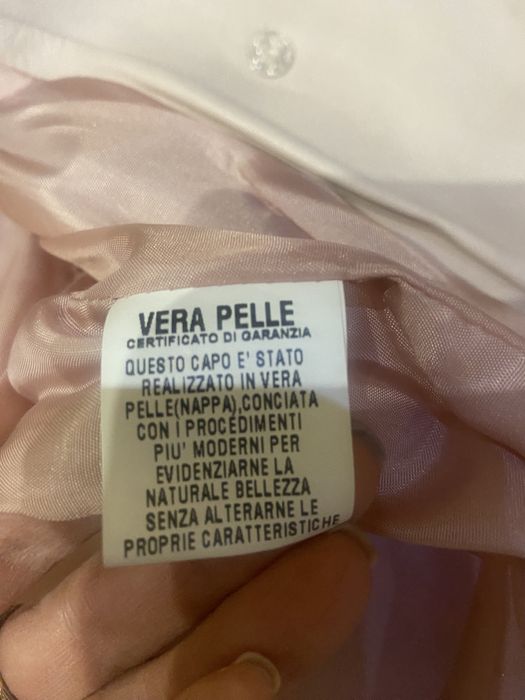 VERA PELLE
CERTIFICATO DI GARANZIA
QUESTO CAPO E' STATO
REALIZZATO IN VERA
PELLE(NAPPA),CONCIATA
CON I PROCEDIMENTI
PIU' MODERNI PER
EVIDENZIARNE LA
NATURALE BELLEZZA
SENZA ALTERARNE LE
PROPRIE CARATTERISTICHE